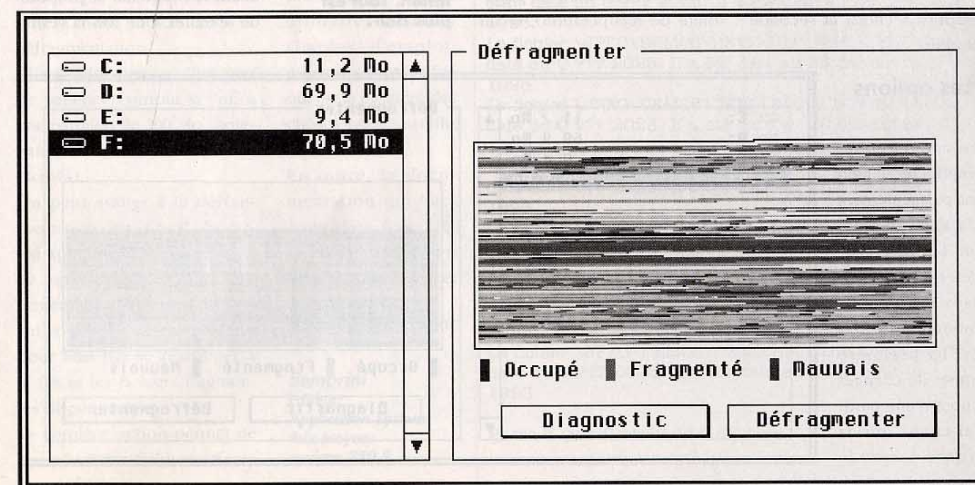 C: 11,2 Mo
D: 69,9 Mo
E: 9,4 Mo
F: 70,5 Mo
Défragmenter
Occupé Fragmenté Mauvais
Diagnostic Défragmenter